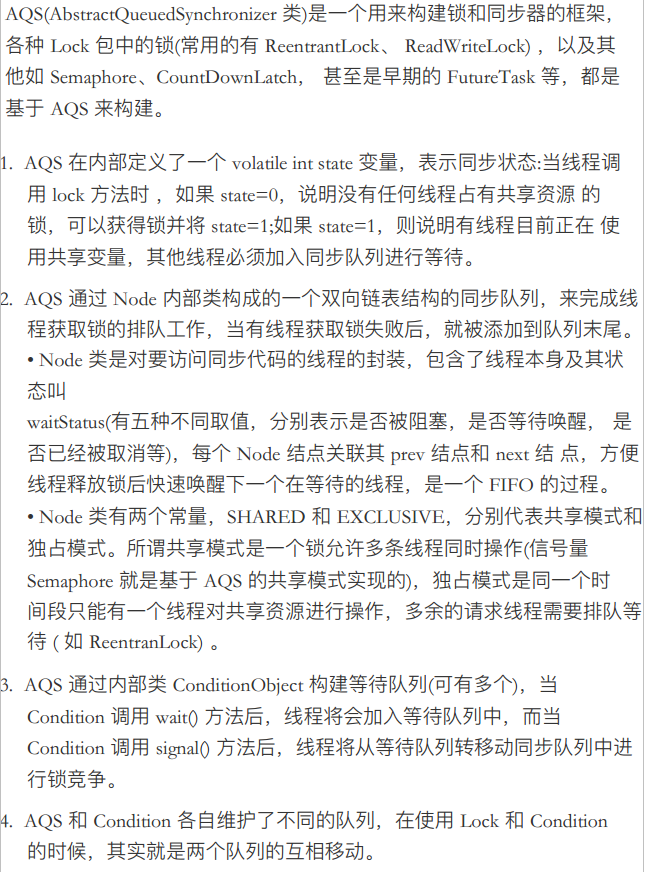 AQS(AbstractQueuedSynchronizer 类)是一个用来构建锁和同步器的框架，
各种 Lock 包中的锁(常用的有 ReentrantLock、 ReadWriteLock) ，以及其
他如 Semaphore、CountDownLatch， 甚至是早期的 FutureTask 等，都是
基于 AQS 来构建。
1. AQS 在内部定义了一个 volatile int state 变量，表示同步状态:当线程调
用 lock 方法时 ，如果 state=0，说明没有任何线程占有共享资源 的
锁，可以获得锁并将 state=1;如果 state=1，则说明有线程目前正在 使
用共享变量，其他线程必须加入同步队列进行等待。
2. AQS 通过 Node 内部类构成的一个双向链表结构的同步队列，来完成线
程获取锁的排队工作，当有线程获取锁失败后，就被添加到队列末尾。
• Node 类是对要访问同步代码的线程的封装，包含了线程本身及其状
态叫
waitStatus(有五种不同取值，分别表示是否被阻塞，是否等待唤醒， 是
否已经被取消等)，每个 Node 结点关联其 prev 结点和 next 结 点，方便
线程释放锁后快速唤醒下一个在等待的线程，是一个 FIFO 的过程。
• Node 类有两个常量，SHARED 和 EXCLUSIVE，分别代表共享模式和
独占模式。所谓共享模式是一个锁允许多条线程同时操作(信号量
Semaphore 就是基于 AQS 的共享模式实现的)，独占模式是同一个时
间段只能有一个线程对共享资源进行操作，多余的请求线程需要排队等
待 ( 如 ReentranLock) 。
3. AQS 通过内部类 ConditionObject 构建等待队列(可有多个)，当
Condition 调用 wait() 方法后，线程将会加入等待队列中，而当
Condition 调用 signal() 方法后，线程将从等待队列转移动同步队列中进
行锁竞争。
4. AQS 和 Condition 各自维护了不同的队列，在使用 Lock 和 Condition
的时候，其实就是两个队列的互相移动。